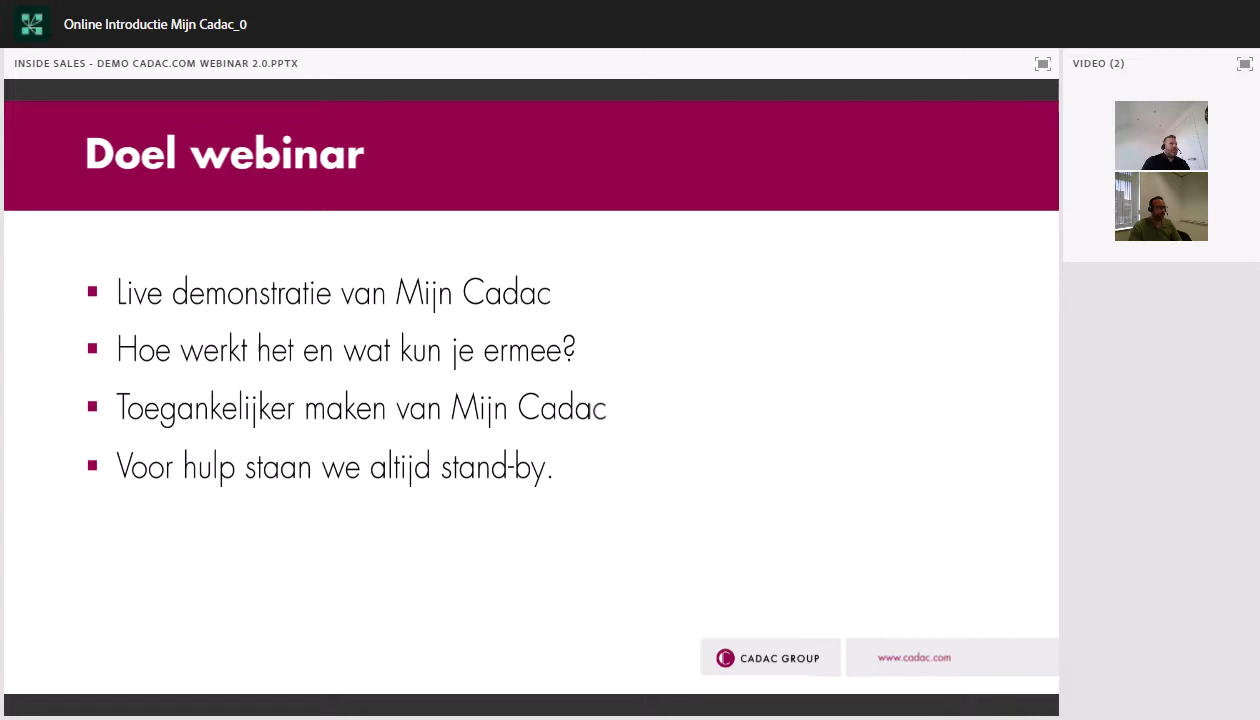 Online Introductie Mijn Cadac_0
INSIDE SALES - DEMO CADAC.COM WEBINAR 2.0.PPTX
VIDEO (2)
Doel webinar
Live demonstratie van Mijn Cadac
Hoe werkt het en wat kun je ermee?
Toegankelijker maken van Mijn Cadac
Voor hulp staan we altijd stand-by.
CADAC GROUP
www.cadac.com